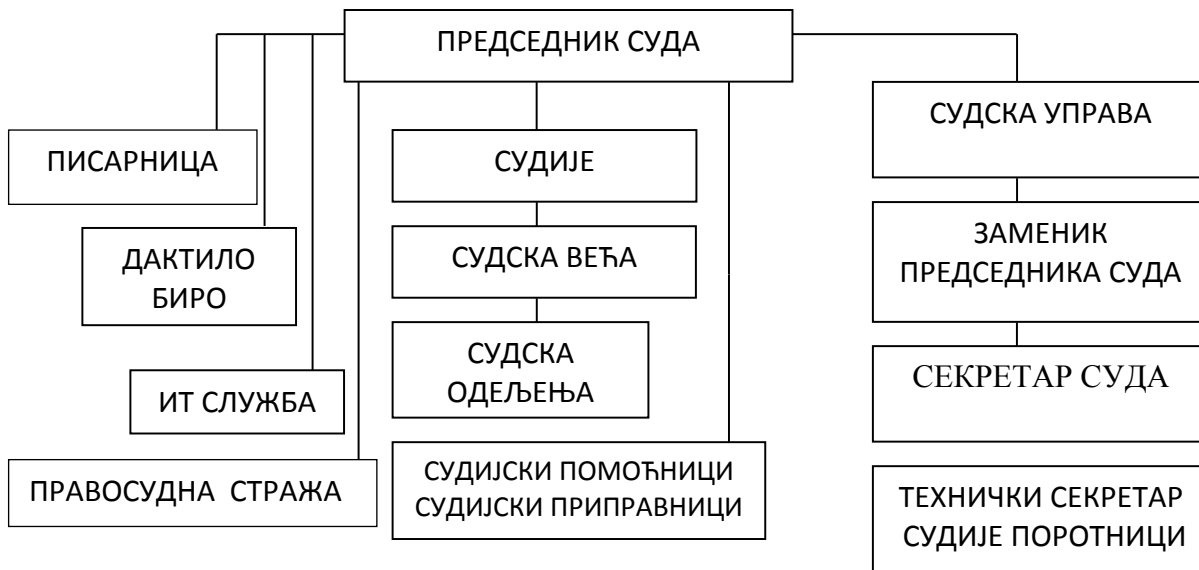 ПРЕДСЕДНИК СУДА
ПИСАРНИЦА
ДАКТИЛО
БИРО
ИТ СЛУЖБА
ПРАВОСУДНА СТРАЖА
СУДИЈЕ
СУДСКА ВЕЋА
СУДСКА
ОДЕЉЕЊА
СУДИЈСКИ ПОМОЋНИЦИ
СУДИЈСКИ ПРИПРАВНИЦИ
СУДСКА УПРАВА
ЗАМЕНИК
ПРЕДСЕДНИКА СУДА
СЕКРЕТАР СУДА
ТЕХНИЧКИ СЕКРЕТАР
СУДИЈЕ ПОРОТНИЦИ